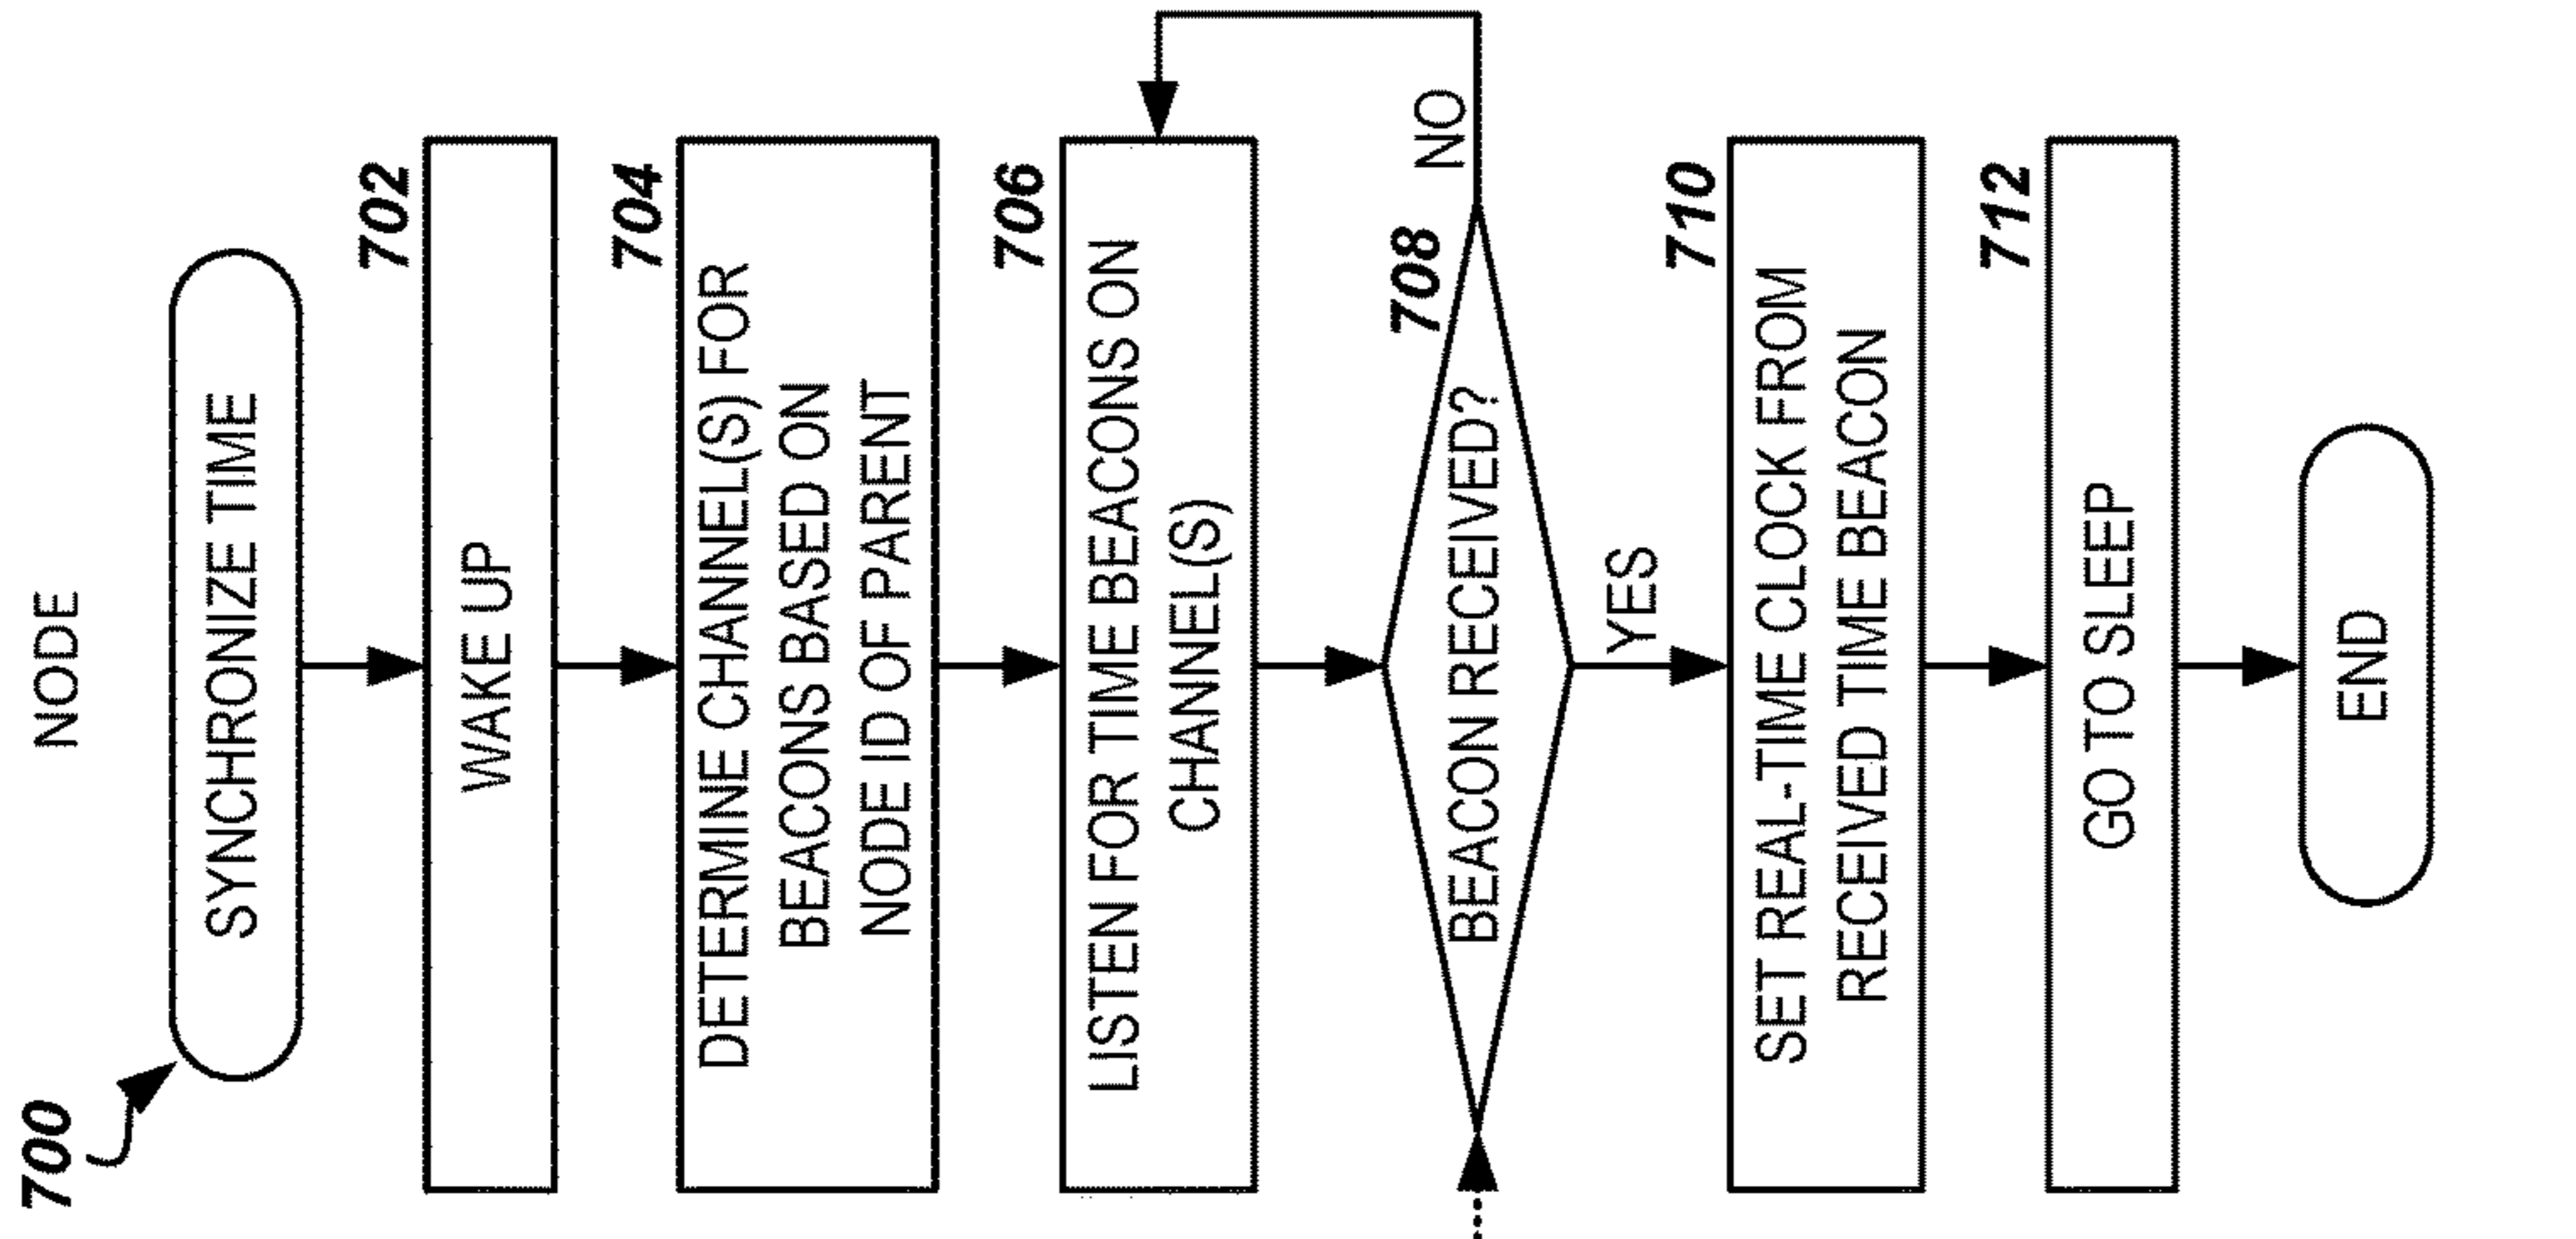 NODE
700
SYNCHRONIZE TIME
702
WAKE UP
704
DETERMINE CHANNEL(S) FOR
BEACONS BASED ON
NODE ID OF PARENT
706
LISTEN FOR TIME BEACONS ON
CHANNEL(S)
708
BEACON RECEIVED?
NO
YES
710
SET REAL-TIME CLOCK FROM
RECEIVED TIME BEACON
712
GO TO SLEEP
END